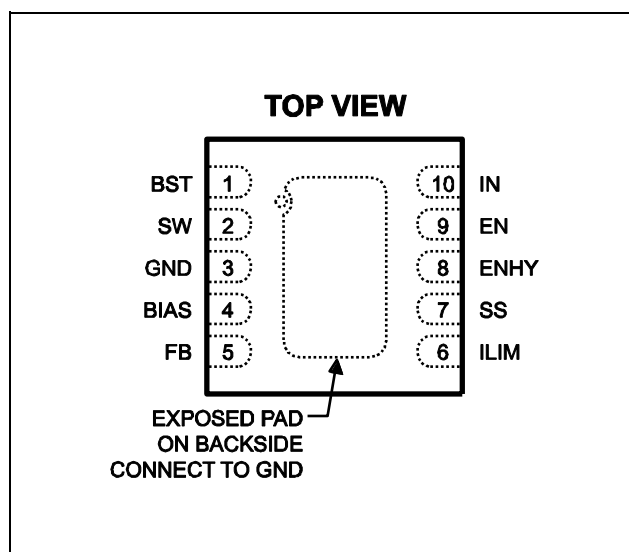 TOP VIEW
BST 1 10 IN
SW 2 9 EN
GND 3 8 ENHY
BIAS 4 7 SS
FB 5 6 ILIM
EXPOSED PAD
ON BACKSIDE
CONNECT TO GND